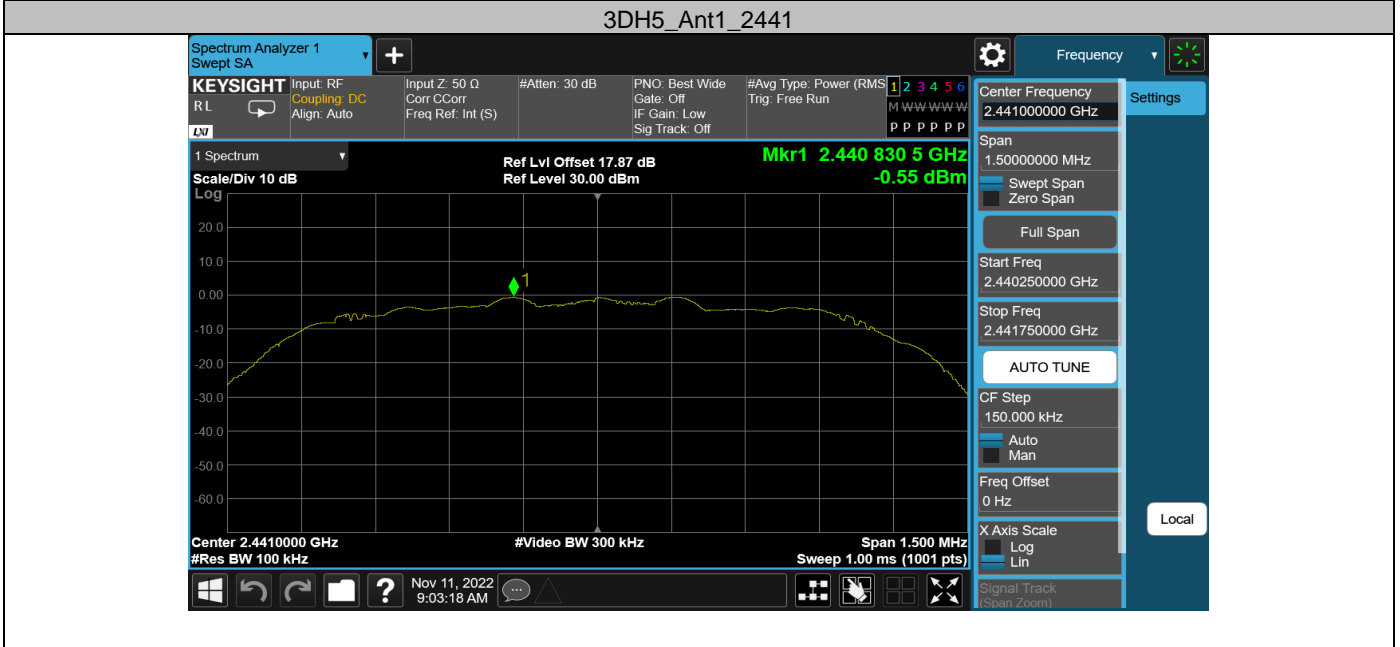 3DH5_Ant1_2441
Spectrum Analyzer 1
Swept SA
Frequency
KEYSIGHT
RL
LXI
Input: RF
Coupling: DC
Align: Auto
Input Z: 50 Ω
Corr CCorr
Freq Ref: Int (S)
#Atten: 30 dB
PNO: Best Wide
Gate: Off
IF Gain: Low
Sig Track: Off
#Avg Type: Power (RMS
Trig: Free Run
1 2 3 4 5 6
M W W W W W
P P P P P P
1 Spectrum
Scale/Div 10 dB
Ref Lvl Offset 17.87 dB
Ref Level 30.00 dBm
Mkr1 2.440 830 5 GHz
-0.55 dBm
Log
20.0
10.0
0.00
-10.0
-20.0
-30.0
-40.0
-50.0
-60.0
1
Center 2.4410000 GHz
#Res BW 100 kHz
#Video BW 300 kHz
Span 1.500 MHz
Sweep 1.00 ms (1001 pts)
Center Frequency
2.441000000 GHz
Settings
Span
1.50000000 MHz
Swept Span
Zero Span
Full Span
Start Freq
2.440250000 GHz
Stop Freq
2.441750000 GHz
AUTO TUNE
CF Step
150.000 kHz
Auto
Man
Freq Offset
0 Hz
X Axis Scale
Log
Lin
Local
Signal Track
(Span Zoom)
?
Nov 11, 2022
9:03:18 AM